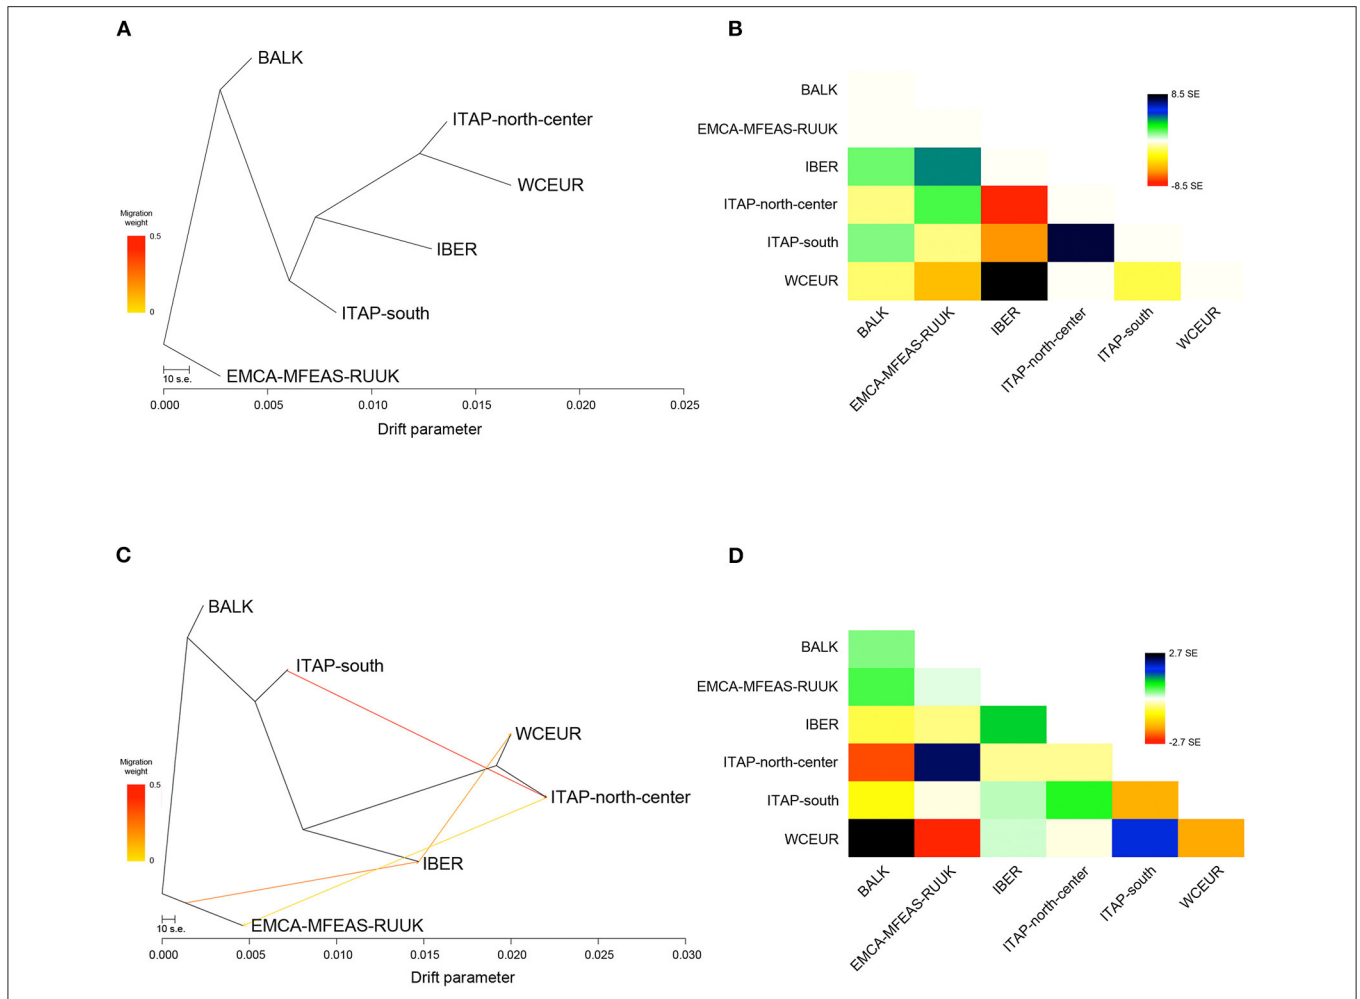 A
BALK
ITAP-north-center
WCEUR
IBER
ITAP-south
EMCA-MFEAS-RUUK
Migration
weight
0.5
0
10 s.e.
0.000 0.005 0.010 0.015 0.020 0.025
Drift parameter
B
BALK
EMCA-MFEAS-RUUK
IBER
ITAP-north-center
ITAP-south
WCEUR
BALK
EMCA-MFEAS-RUUK
IBER
ITAP-north-center
ITAP-south
WCEUR
8.5 SE
-8.5 SE
C
BALK
ITAP-south
WCEUR
ITAP-north-center
IBER
EMCA-MFEAS-RUUK
Migration
weight
0.5
0
10 s.e.
0.000 0.005 0.010 0.015 0.020 0.025 0.030
Drift parameter
D
BALK
EMCA-MFEAS-RUUK
IBER
ITAP-north-center
ITAP-south
WCEUR
BALK
EMCA-MFEAS-RUUK
IBER
ITAP-north-center
ITAP-south
WCEUR
2.7 SE
-2.7 SE